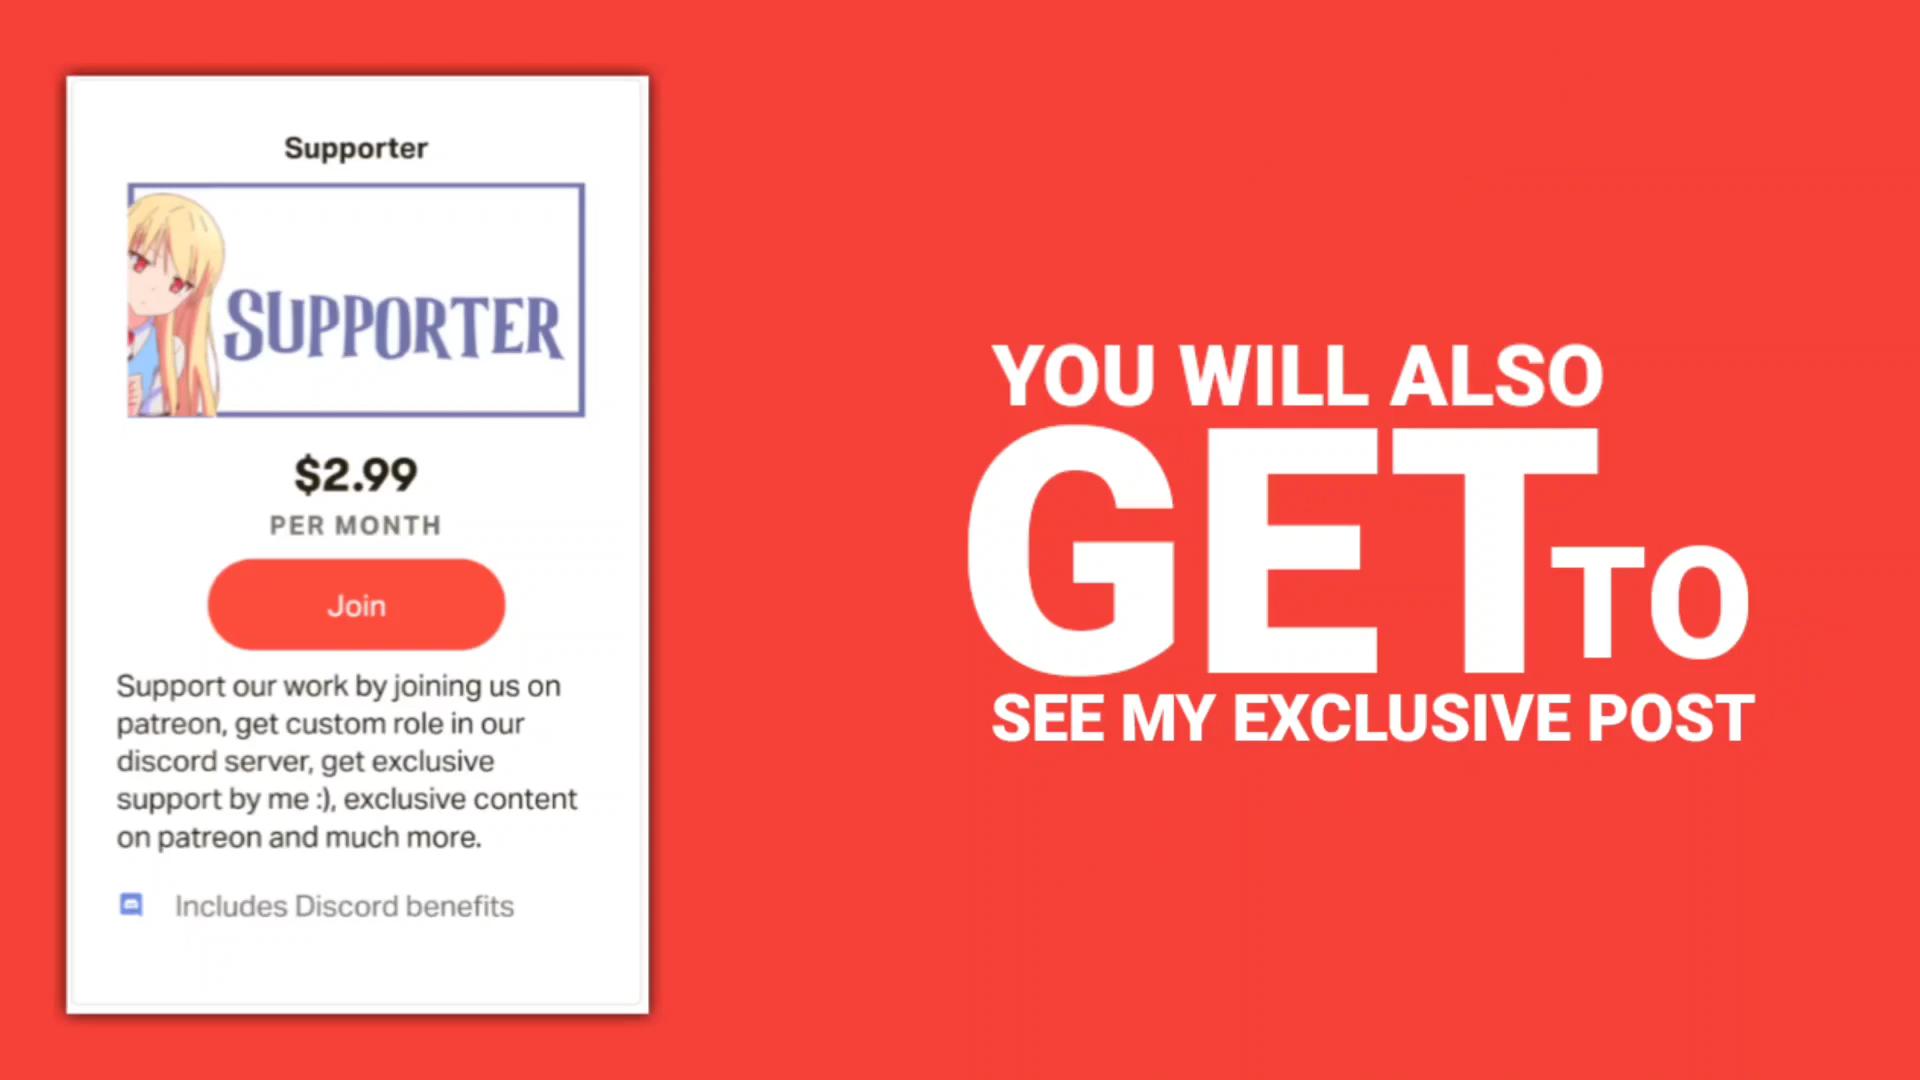 Supporter
SUPPORTER
$2.99
PER MONTH
Join
Support our work by joining us on
patreon, get custom role in our
discord server, get exclusive
support by me :), exclusive content
on patreon and much more.
Includes Discord benefits
YOU WILL ALSO
GET TO
SEE MY EXCLUSIVE POST